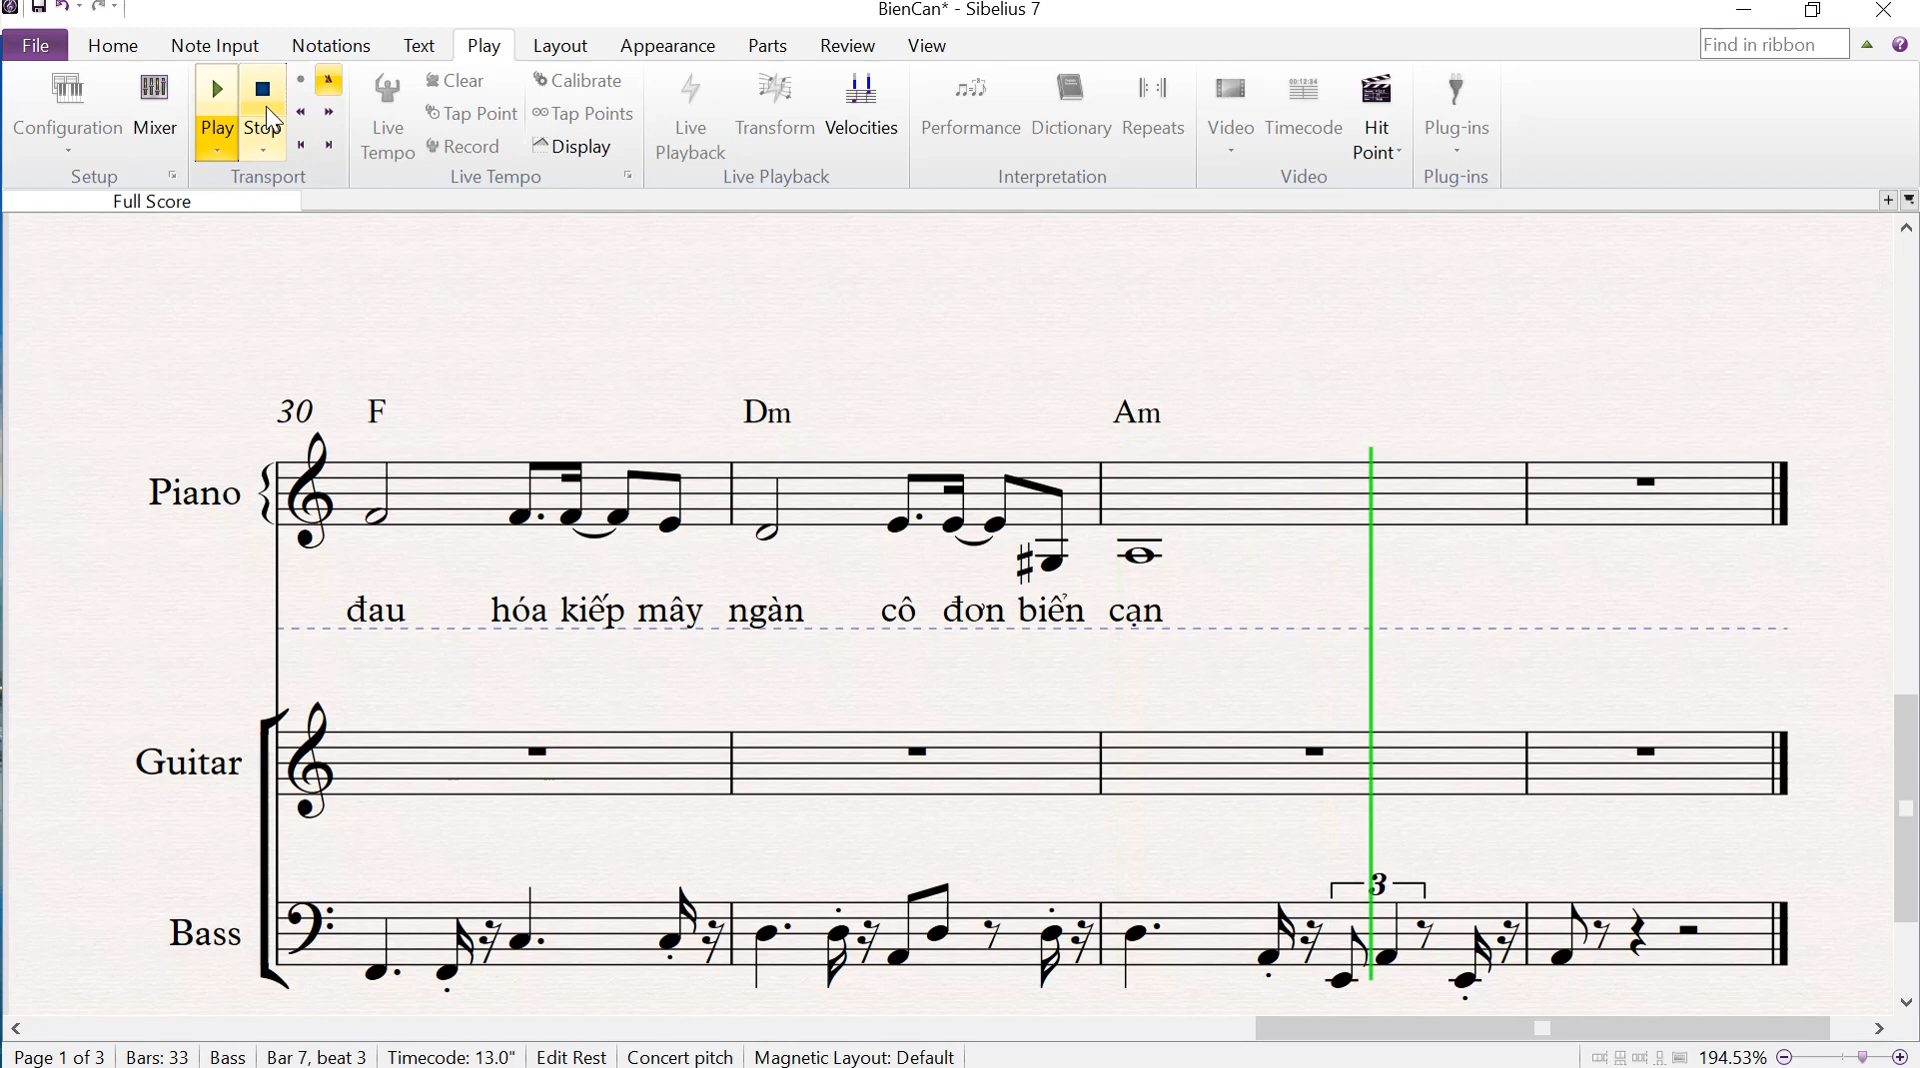 BienCan* - Sibelius 7
File Home Note Input Notations Text Play Layout Appearance Parts Review View Find in ribbon
Configuration Mixer Play Stop Live Tempo Clear Tap Point Record Calibrate Tap Points Display Live Playback Transform Velocities Performance Dictionary Repeats Video Timecode Hit Point Plug-ins
00:12:34
Setup Transport Live Tempo Live Playback Interpretation Video Plug-ins
Full Score
30 F Dm Am
Piano
đau hóa kiếp mây ngàn cô đơn biển cạn
Guitar
3
Bass
Page 1 of 3 Bars: 33 Bass Bar 7, beat 3 Timecode: 13.0" Edit Rest Concert pitch Magnetic Layout: Default 194.53%